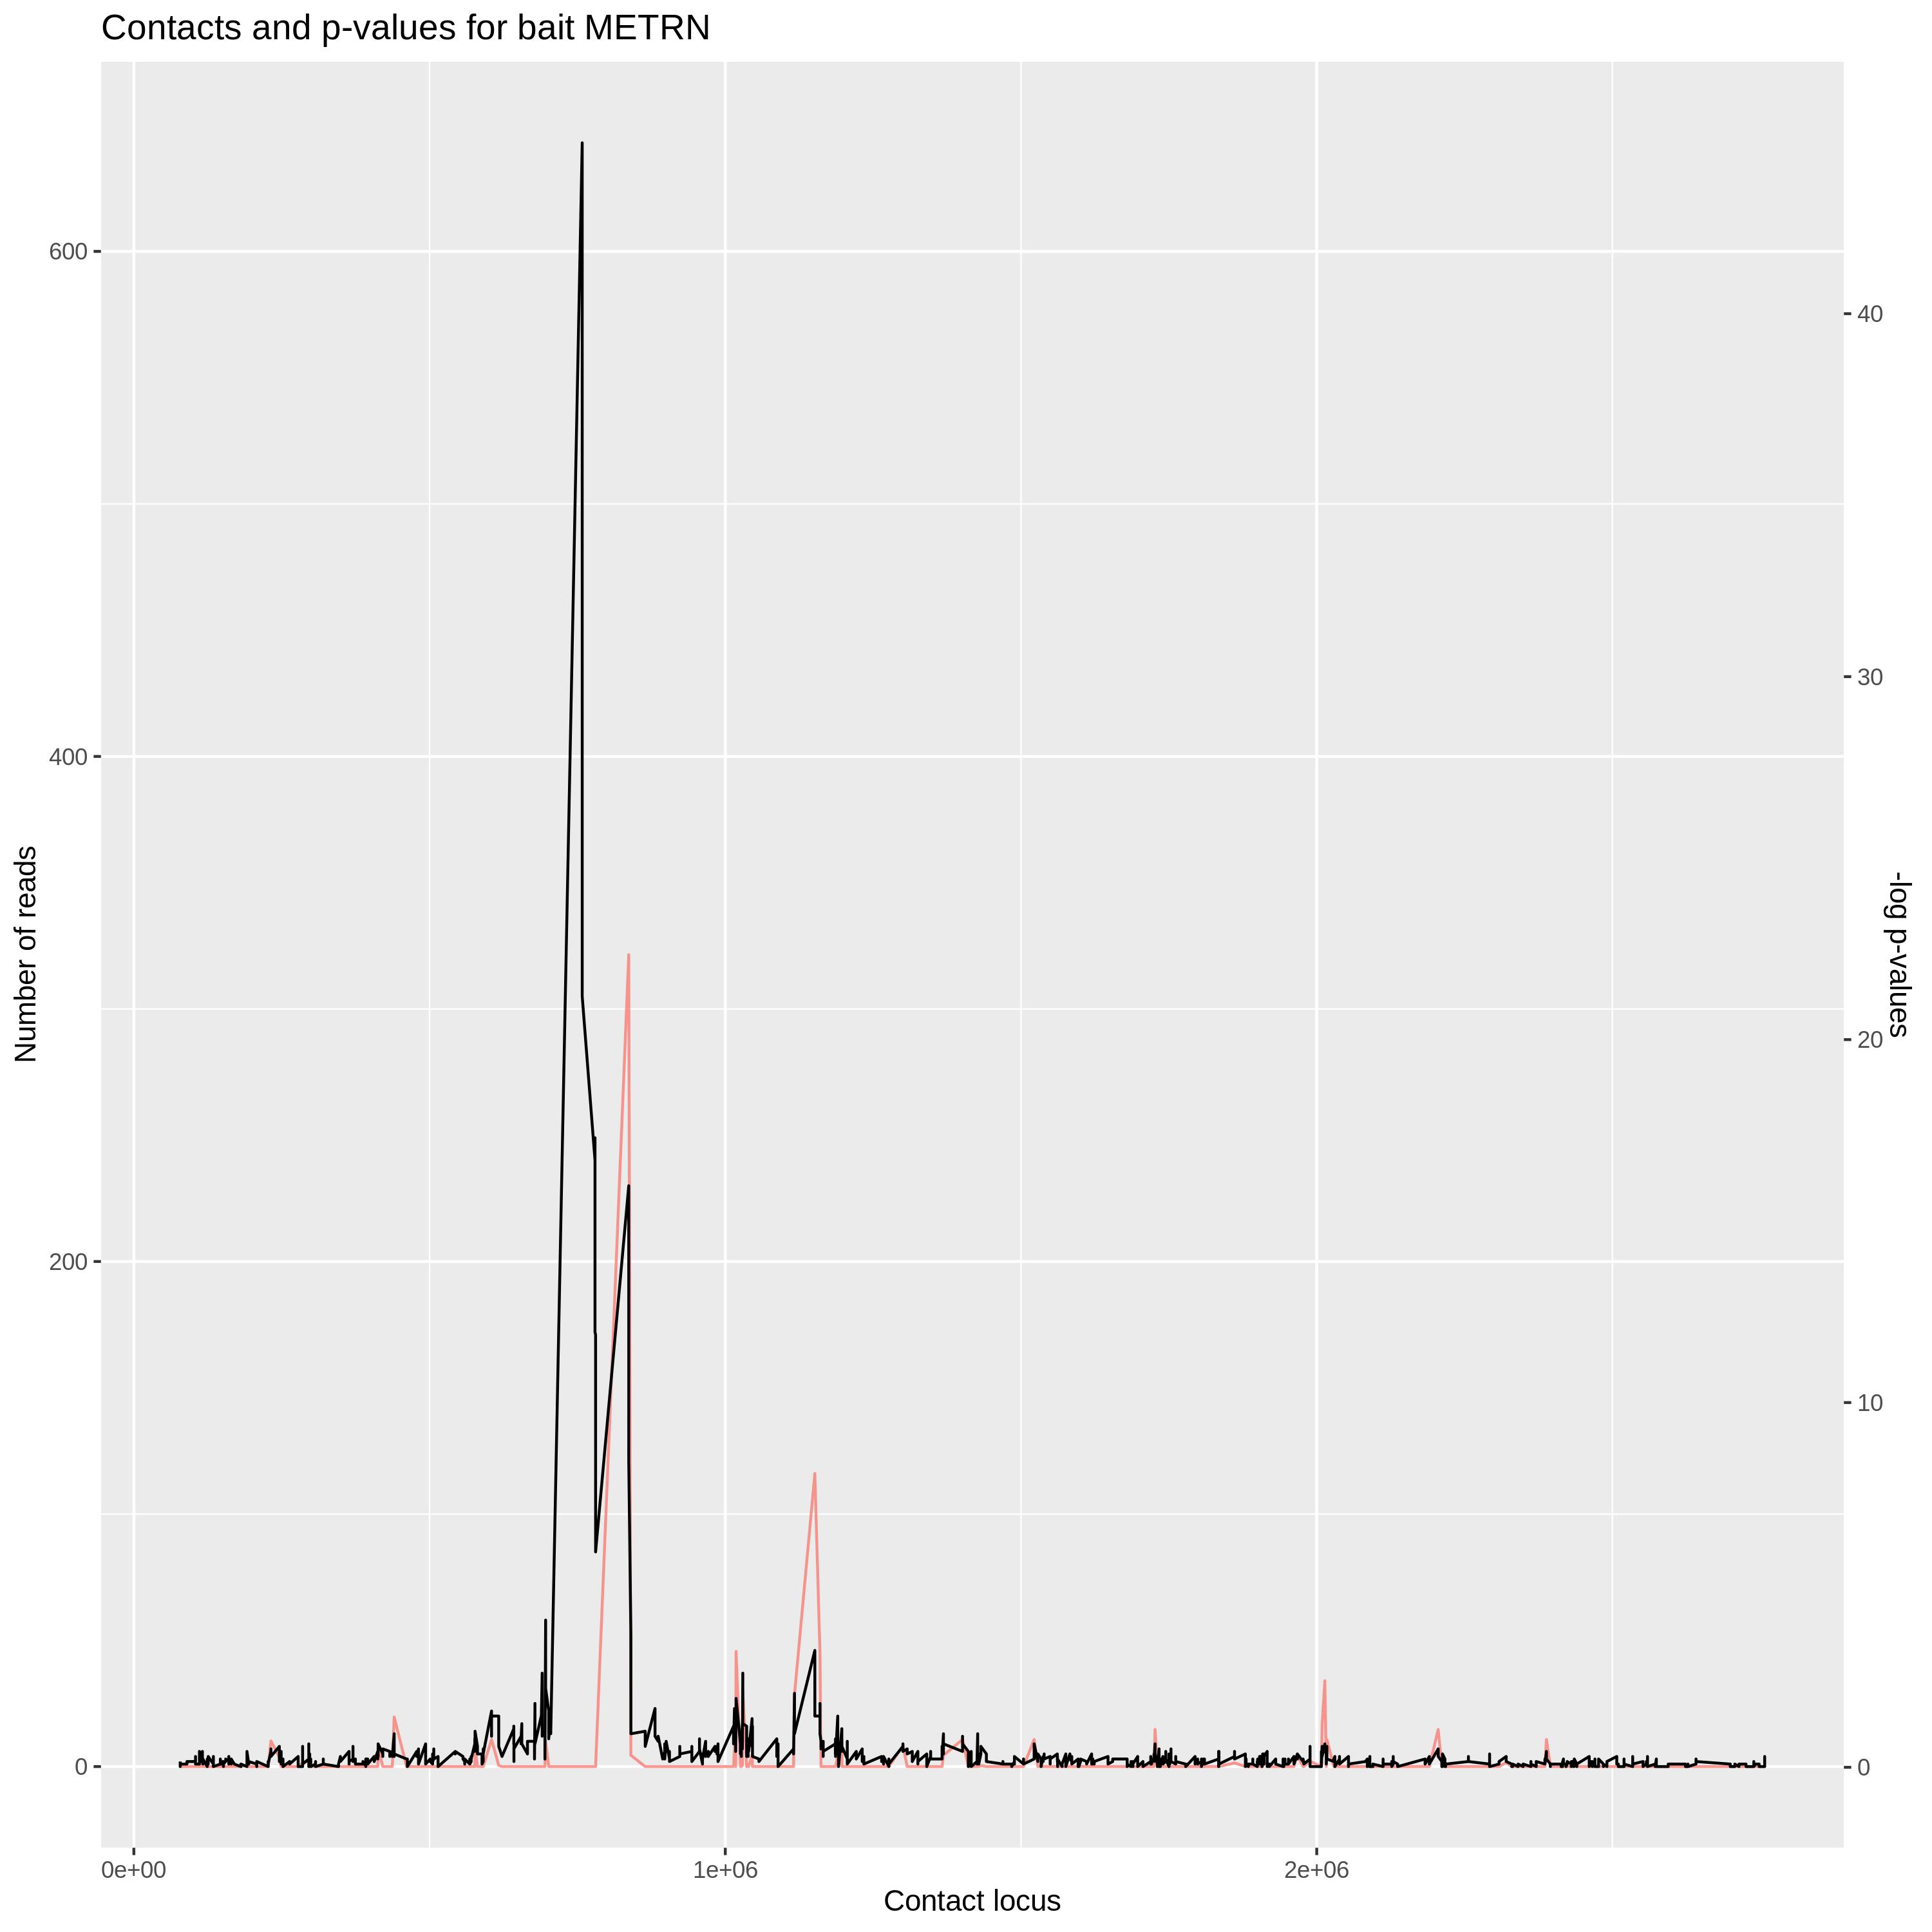 Contacts and p-values for bait METRN
600
400
200
0
40
30
20
10
0
Number of reads
-log p-values
0e+00
1e+06
2e+06
Contact locus